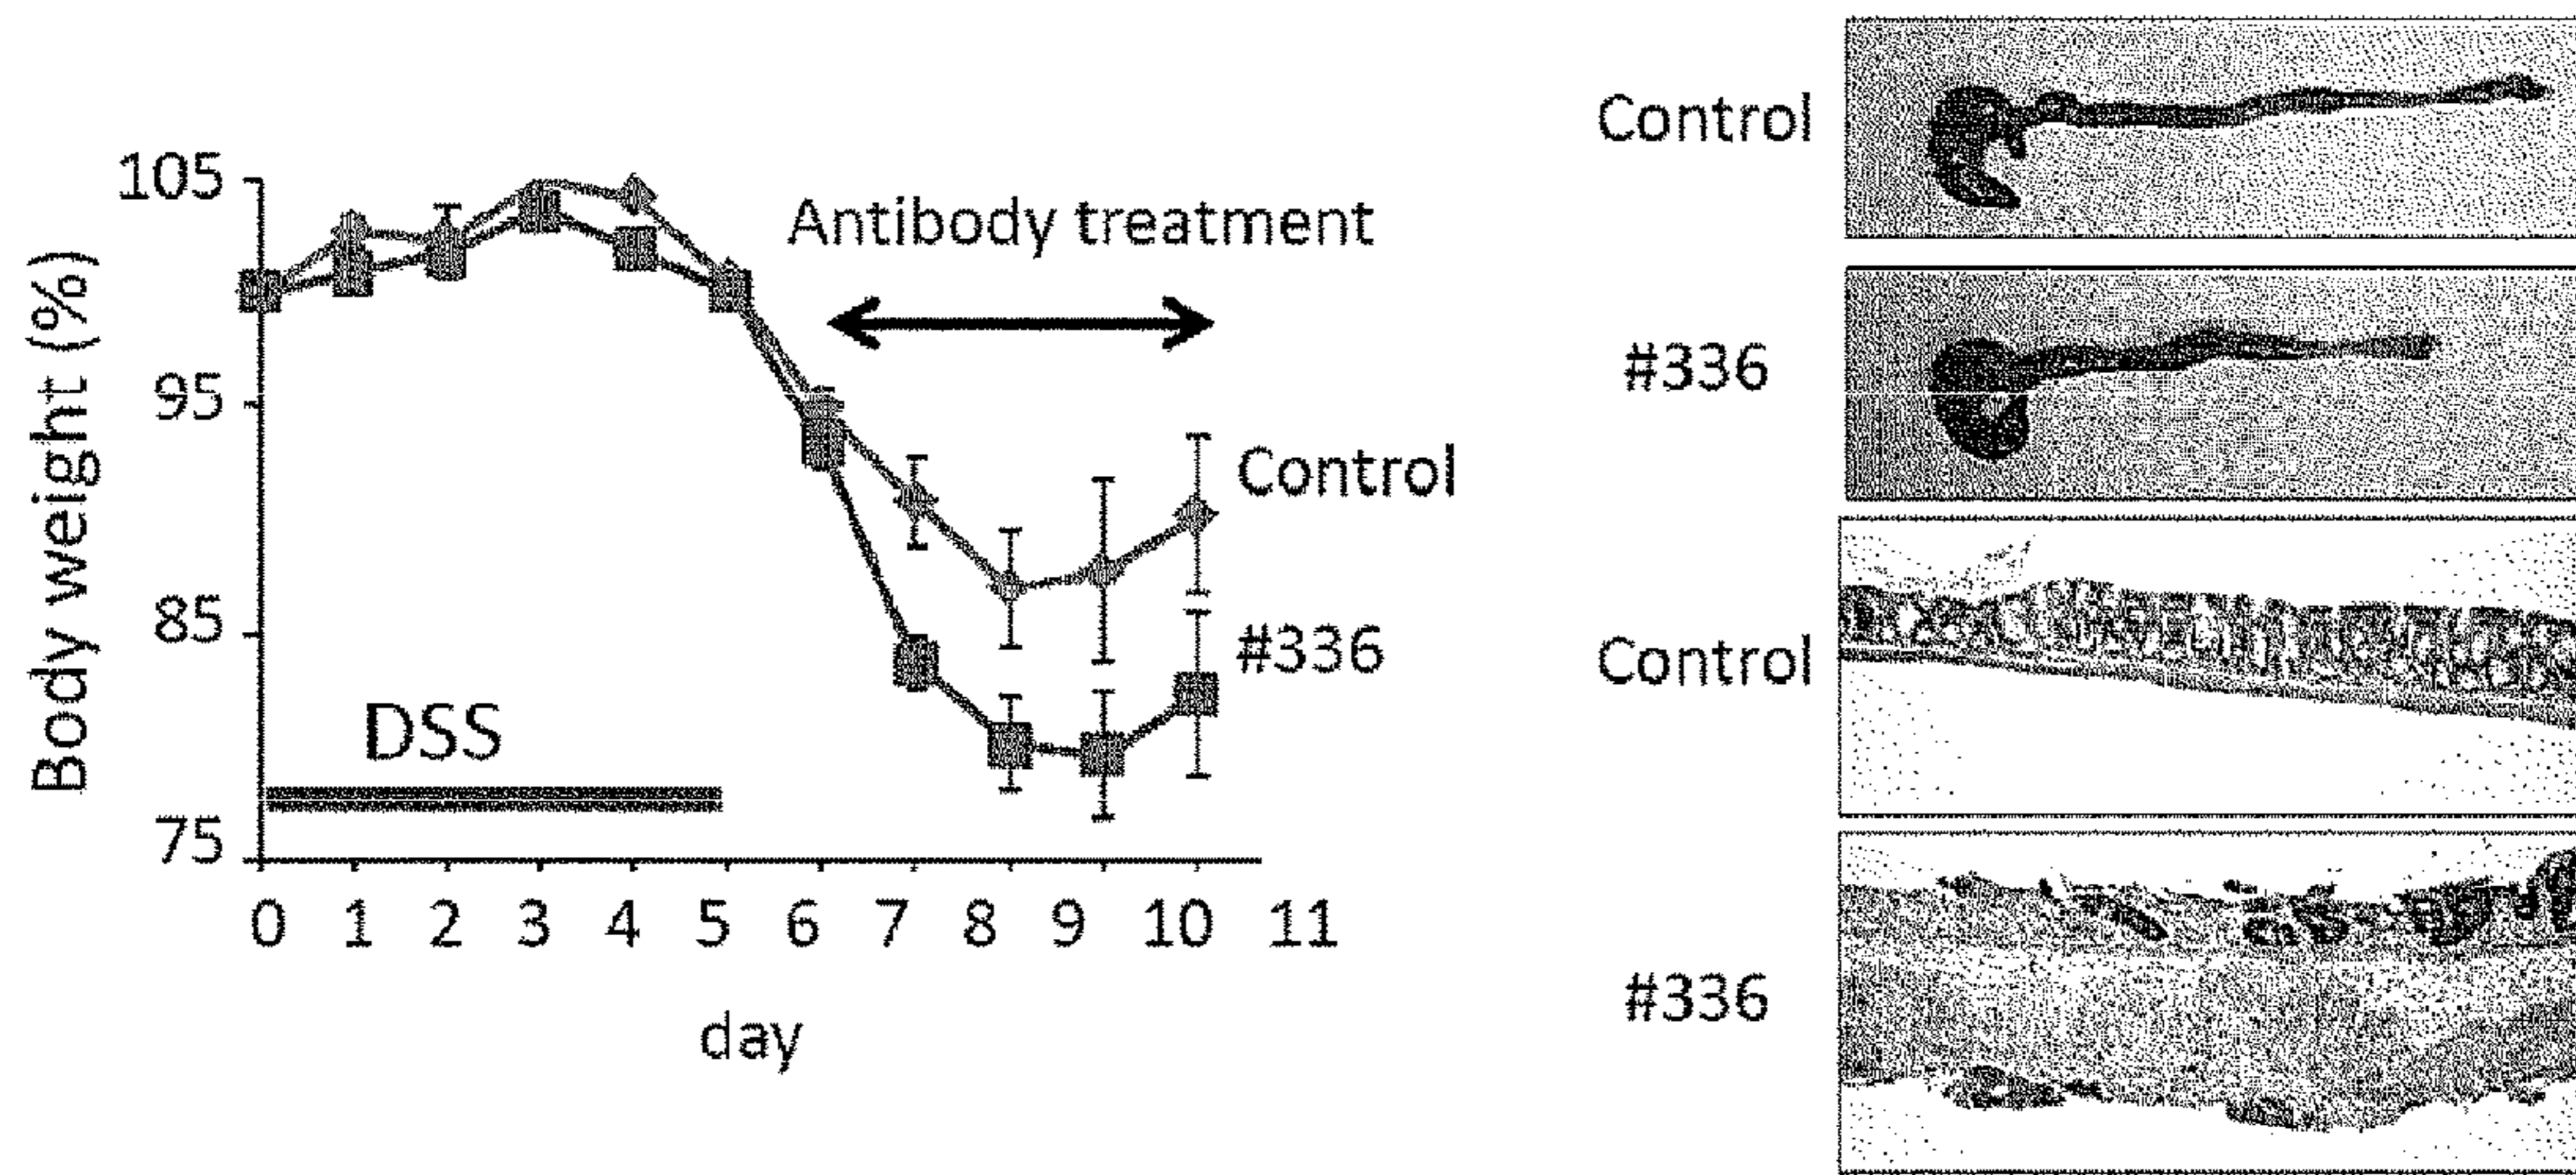 Body weight (%)
105
95
85
75
Antibody treatment
Control
#336
DSS
0 1 2 3 4 5 6 7 8 9 10 11
day
Control
#336
Control
#336